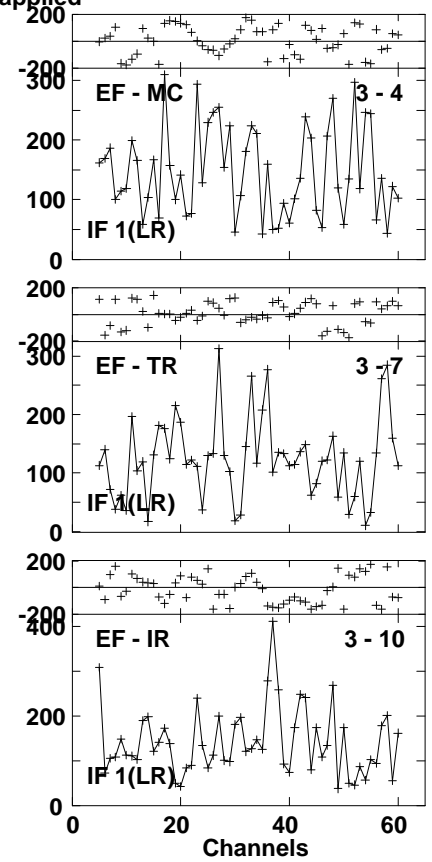 applied
200
-200
300
EF - MC 3 - 4
200
100
IF 1(LR)
0
200
-200
300
EF - TR 3 - 7
200
100
IF 1(LR)
0
200
-200
400
EF - IR 3 - 10
200
IF 1(LR)
0
0 20 40 60
Channels